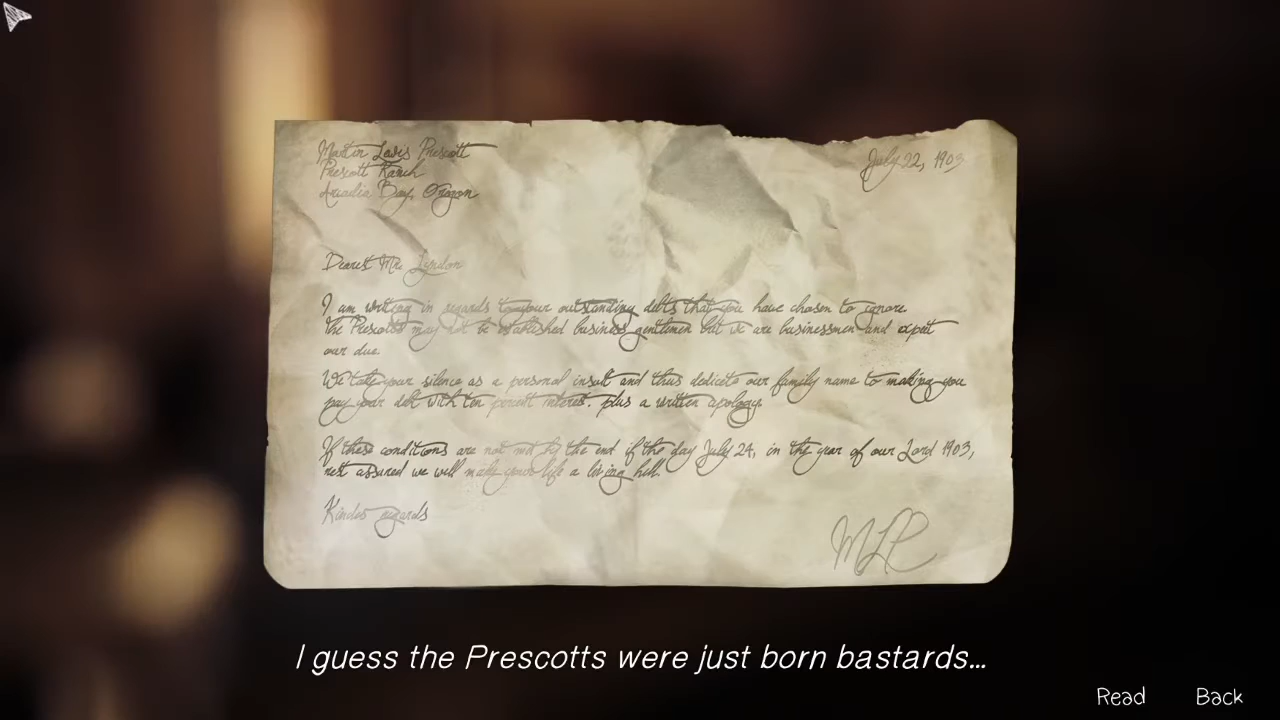 Martin Lewis Prescott
Prescott Ranch
Arcadia Bay, Oregon
July 22, 1903
Dearest Mr. Lyndon
I am writing in regards to your outstanding debts that you have chosen to ignore
the Prescotts may not be established business gentlemen but we are businessmen and expect
our due.
We take your silence as a personal insult and thus dedicate our family name to making you
pay your debt with ten percent interest, plus a written apology.
If these conditions are not met by the end if the day July 24, in the year of our Lord 1903,
rest assured we will make your life a living hell.
Kindes regards
MLP
I guess the Prescotts were just born bastards...
Read
Back